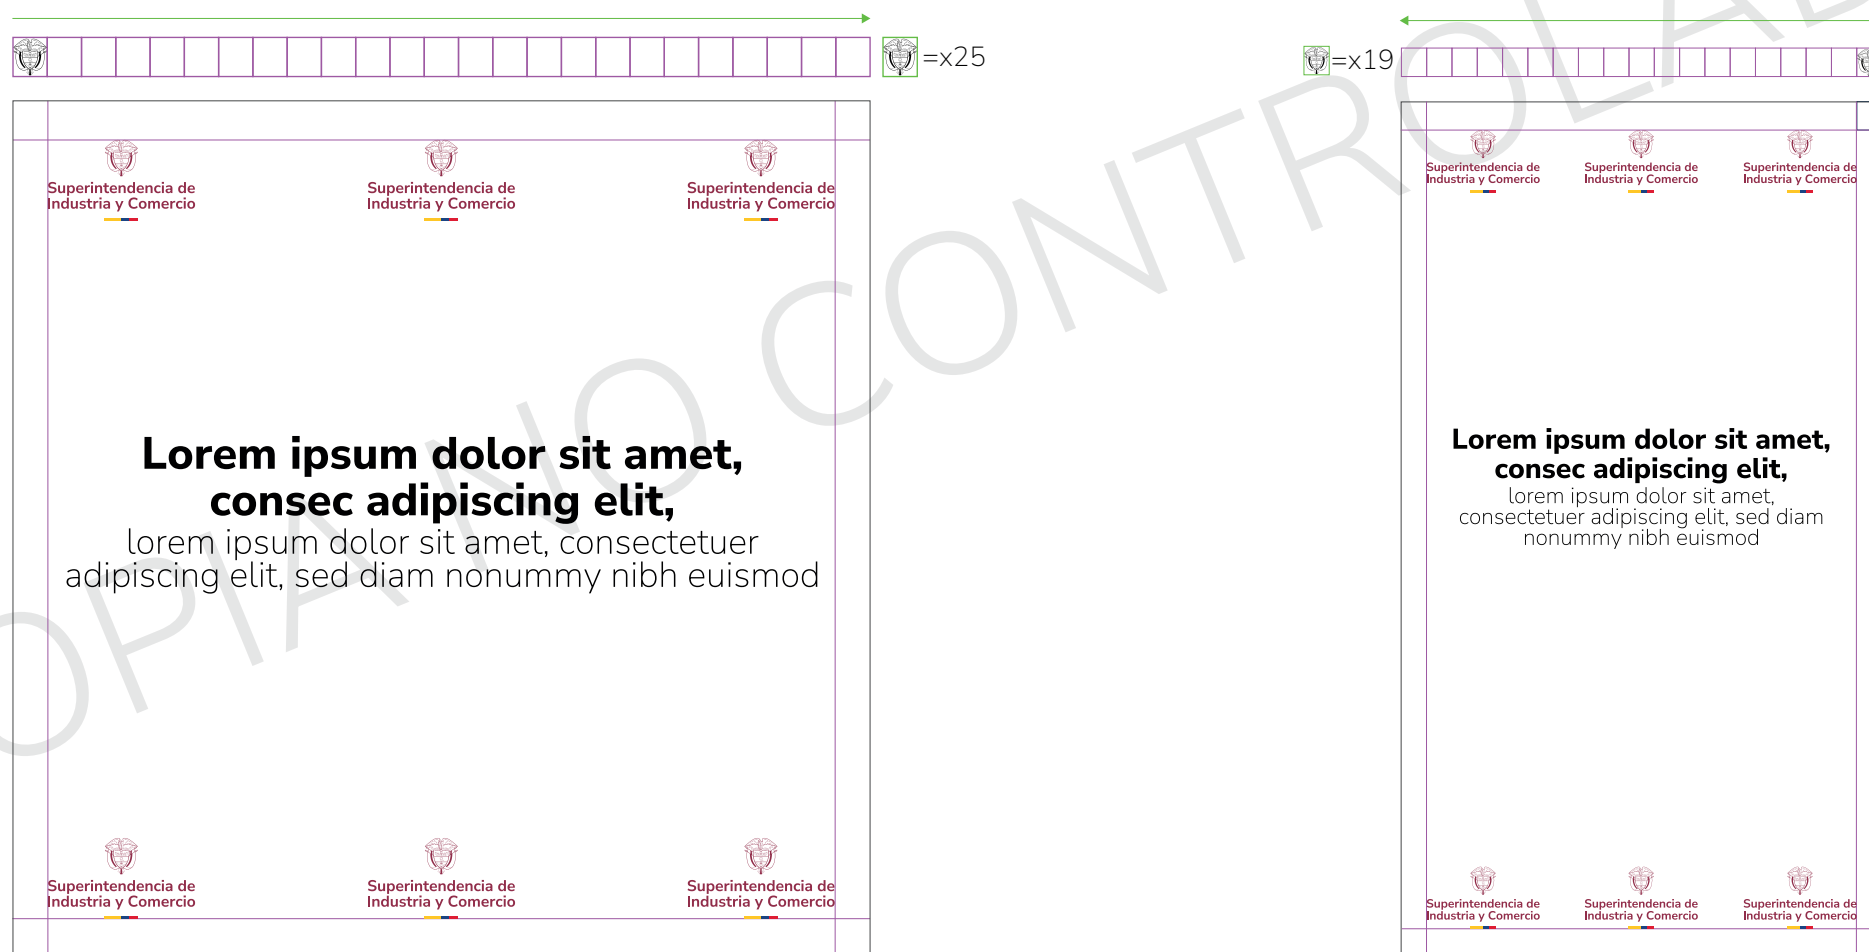 =x25
Superintendencia de
Industria y Comercio
Superintendencia de
Industria y Comercio
Superintendencia de
Industria y Comercio
Lorem ipsum dolor sit amet,
consec adipiscing elit,
lorem ipsum dolor sit amet, consectetuer
adipiscing elit, sed diam nonummy nibh euismod
Superintendencia de
Industria y Comercio
Superintendencia de
Industria y Comercio
Superintendencia de
Industria y Comercio
=x19
Superintendencia de
Industria y Comercio
Superintendencia de
Industria y Comercio
Superintendencia de
Industria y Comercio
Lorem ipsum dolor sit amet,
consec adipiscing elit,
lorem ipsum dolor sit amet,
consectetuer adipiscing elit, sed diam
nonummy nibh euismod
Superintendencia de
Industria y Comercio
Superintendencia de
Industria y Comercio
Superintendencia de
Industria y Comercio
OPIA NO CONTROLAD